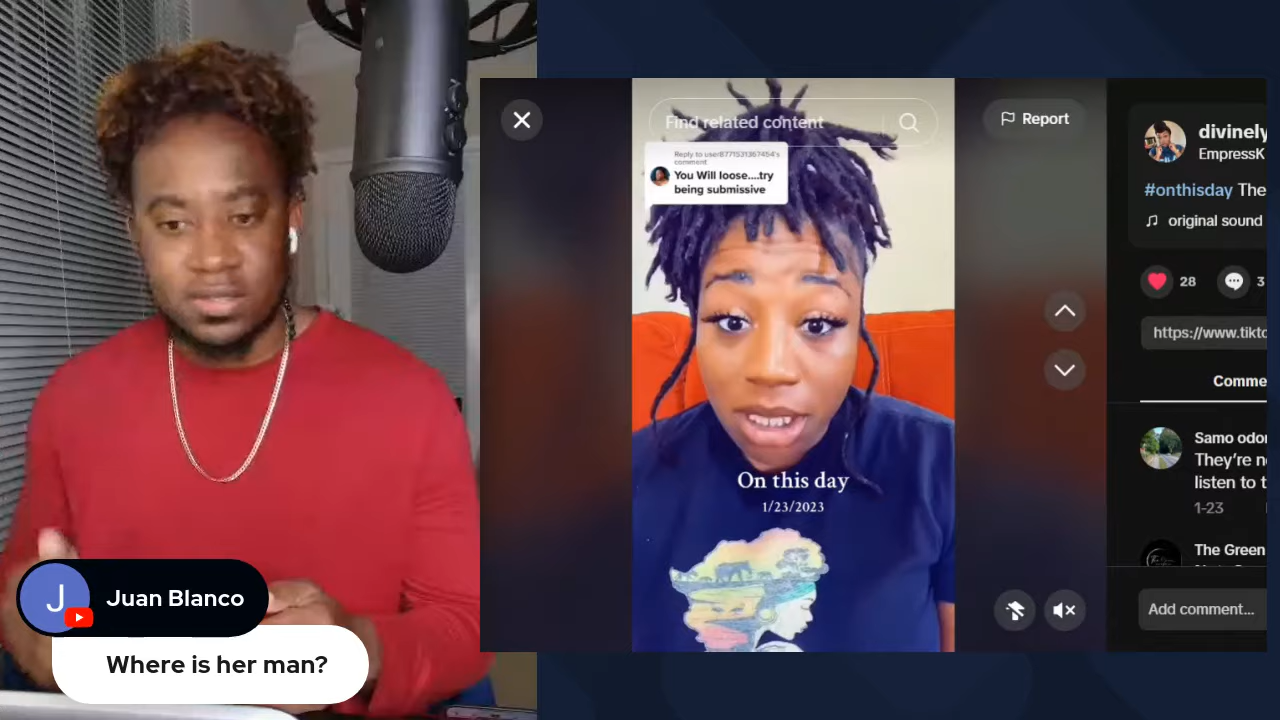 Find related content
Report
Reply to user8771531367454's
comment
You Will loose....try
being submissive
On this day
1/23/2023
divinely
EmpressK
#onthisday The
original sound
28
3
https://www.tikto
Comme
Samo odo
They're n
listen to t
1-23
The Green
Add comment...
J
Juan Blanco
Where is her man?